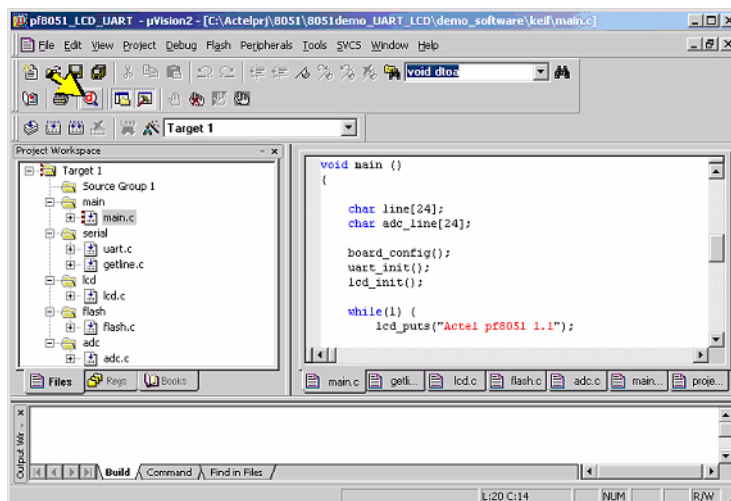 pf8051_LCD_UART - µVision2 - [C:\Actelprj\8051\8051demo_UART_LCD\demo_software\keil\main.c]
File Edit View Project Debug Flash Peripherals Tools SVCS Window Help
void dtoa
Target 1
Project Workspace
Target 1
Source Group 1
main
main.c
serial
uart.c
getline.c
lcd
lcd.c
flash
flash.c
adc
adc.c
Files Regs Books
void main ()
{
char line[24];
char adc_line[24];
board_config();
uart_init();
lcd_init();
while(1) {
lcd_puts("Actel pf8051 1.1");
main.c getli... lcd.c flash.c adc.c main... proje...
Output Wir
Build Command Find in Files
L:20 C:14 NUM R/W